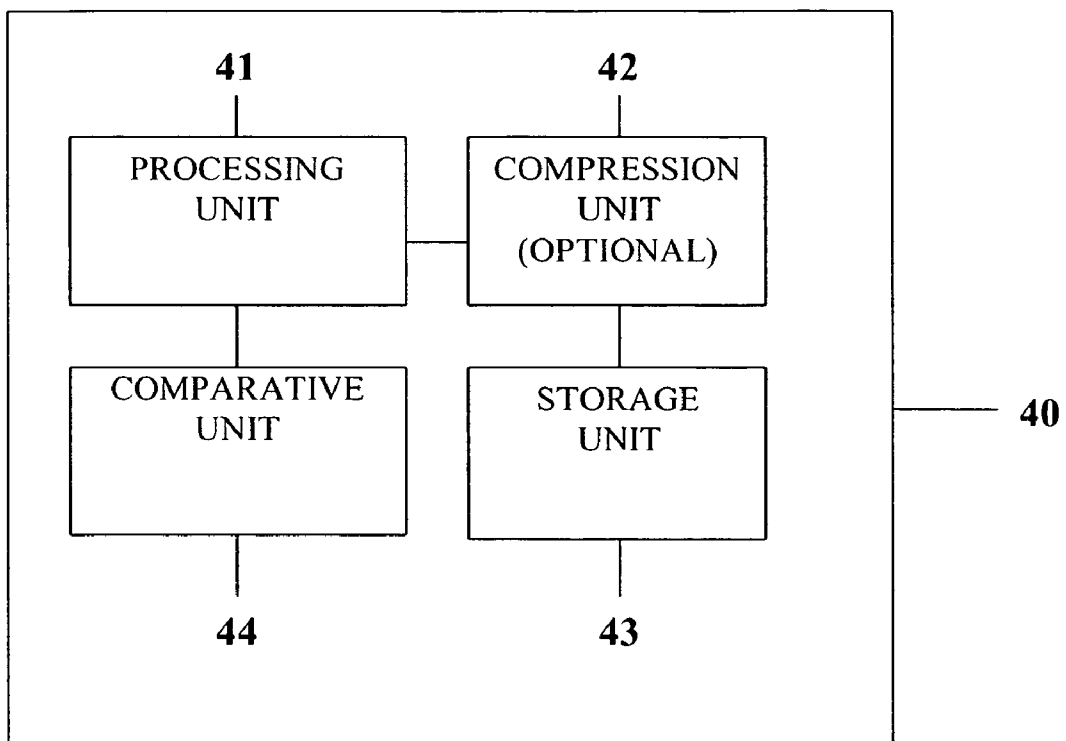 41
42
PROCESSING
UNIT
COMPRESSION
UNIT
(OPTIONAL)
COMPARATIVE
UNIT
STORAGE
UNIT
40
44
43